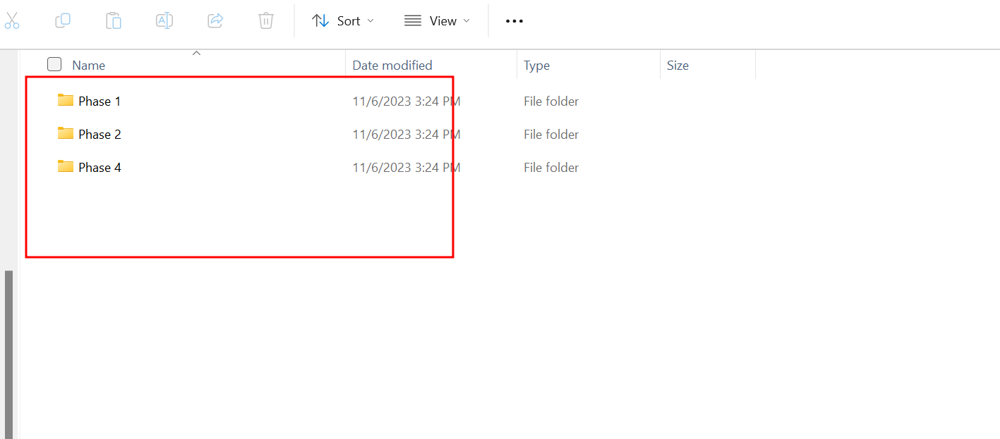 Sort View
Name Date modified Type Size
Phase 1 11/6/2023 3:24 PM File folder
Phase 2 11/6/2023 3:24 PM File folder
Phase 4 11/6/2023 3:24 PM File folder